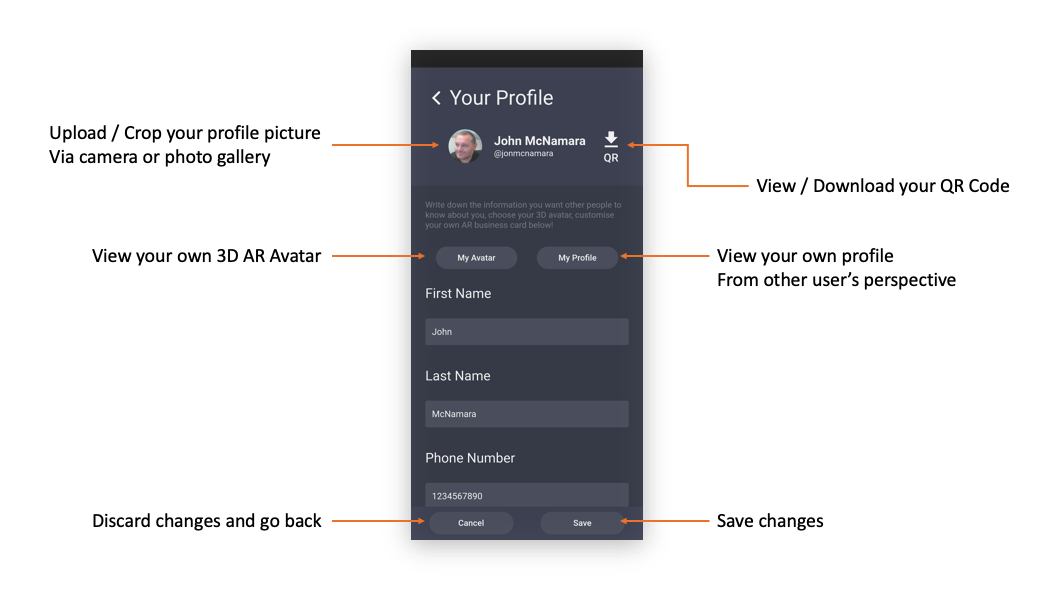 Your Profile
Upload / Crop your profile picture
Via camera or photo gallery
John McNamara
@jonmcnamara
QR
View / Download your QR Code
Write down the information you want other people to
know about you, choose your 3D avatar, customise
your own AR business card below!
View your own 3D AR Avatar
My Avatar
My Profile
View your own profile
From other user's perspective
First Name
John
Last Name
McNamara
Phone Number
1234567890
Discard changes and go back
Cancel
Save
Save changes